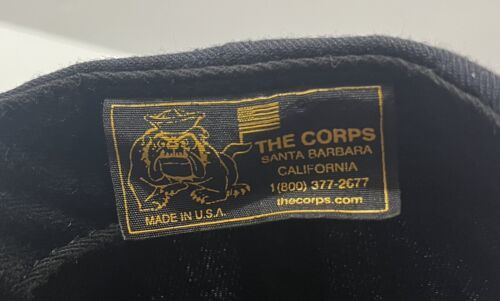 THE CORPS
SANTA BARBARA
CALIFORNIA
1(800) 377-2677
thecorps.com
MADE IN U.S.A.